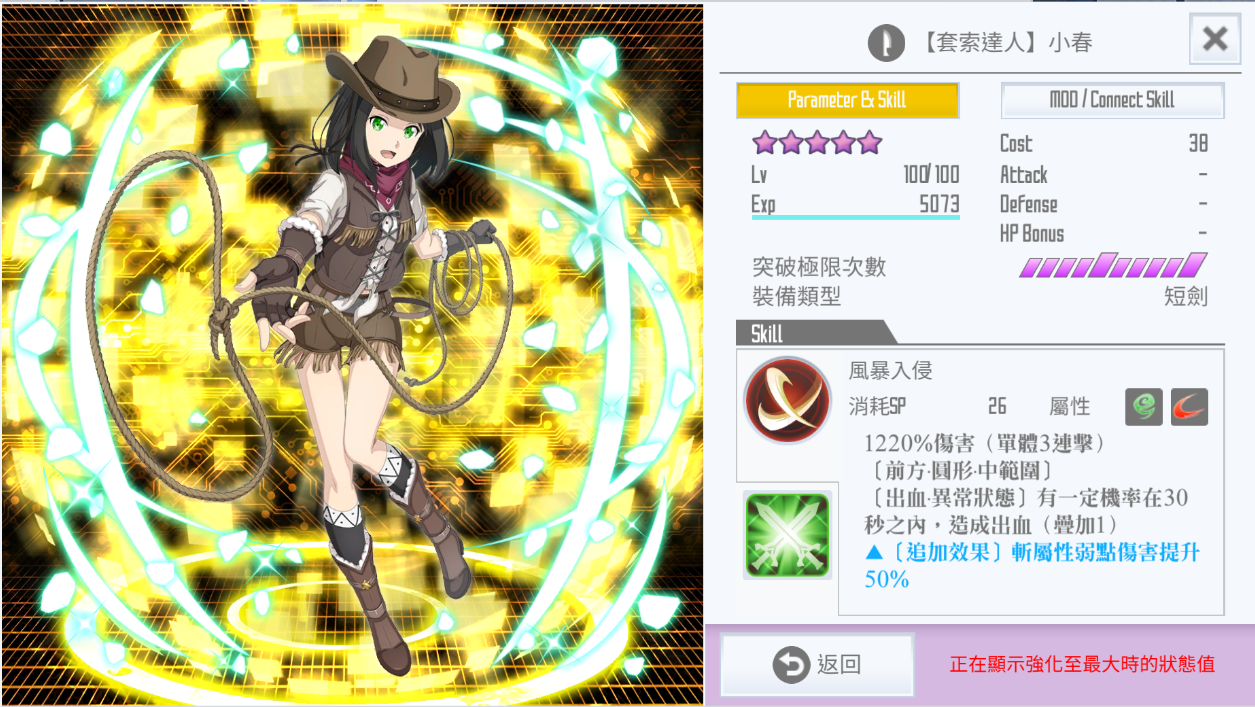 【套索達人】小春
Parameter & Skill
MOD / Connect Skill
Lv 100/100
Exp 5073
Cost 38
Attack -
Defense -
HP Bonus -
突破極限次數
裝備類型 短劍
Skill
風暴入侵
消耗SP 26 屬性
1220%傷害（單體3連擊）
〔前方·圓形·中範圍〕
〔出血·異常狀態〕有一定機率在30
秒之內，造成出血（疊加1）
▲〔追加效果〕斬屬性弱點傷害提升
50%
返回
正在顯示強化至最大時的狀態值